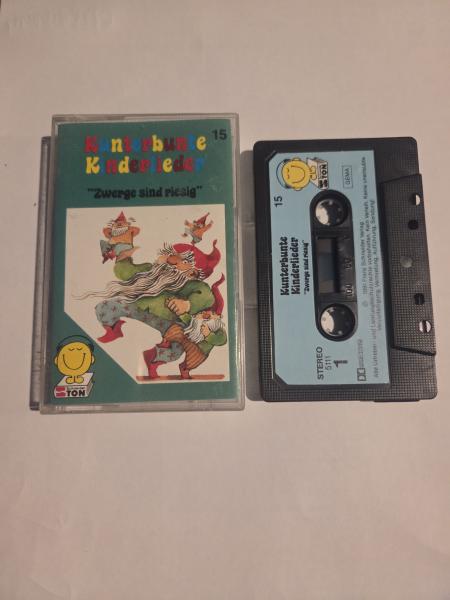 Kunterbunte
Kinderlieder
15
"Zwerge sind riesig"
TON
TON
GEMA
15
Kunterbunte
Kinderlieder
"Zwerge sind riesig"
STEREO
5111
1